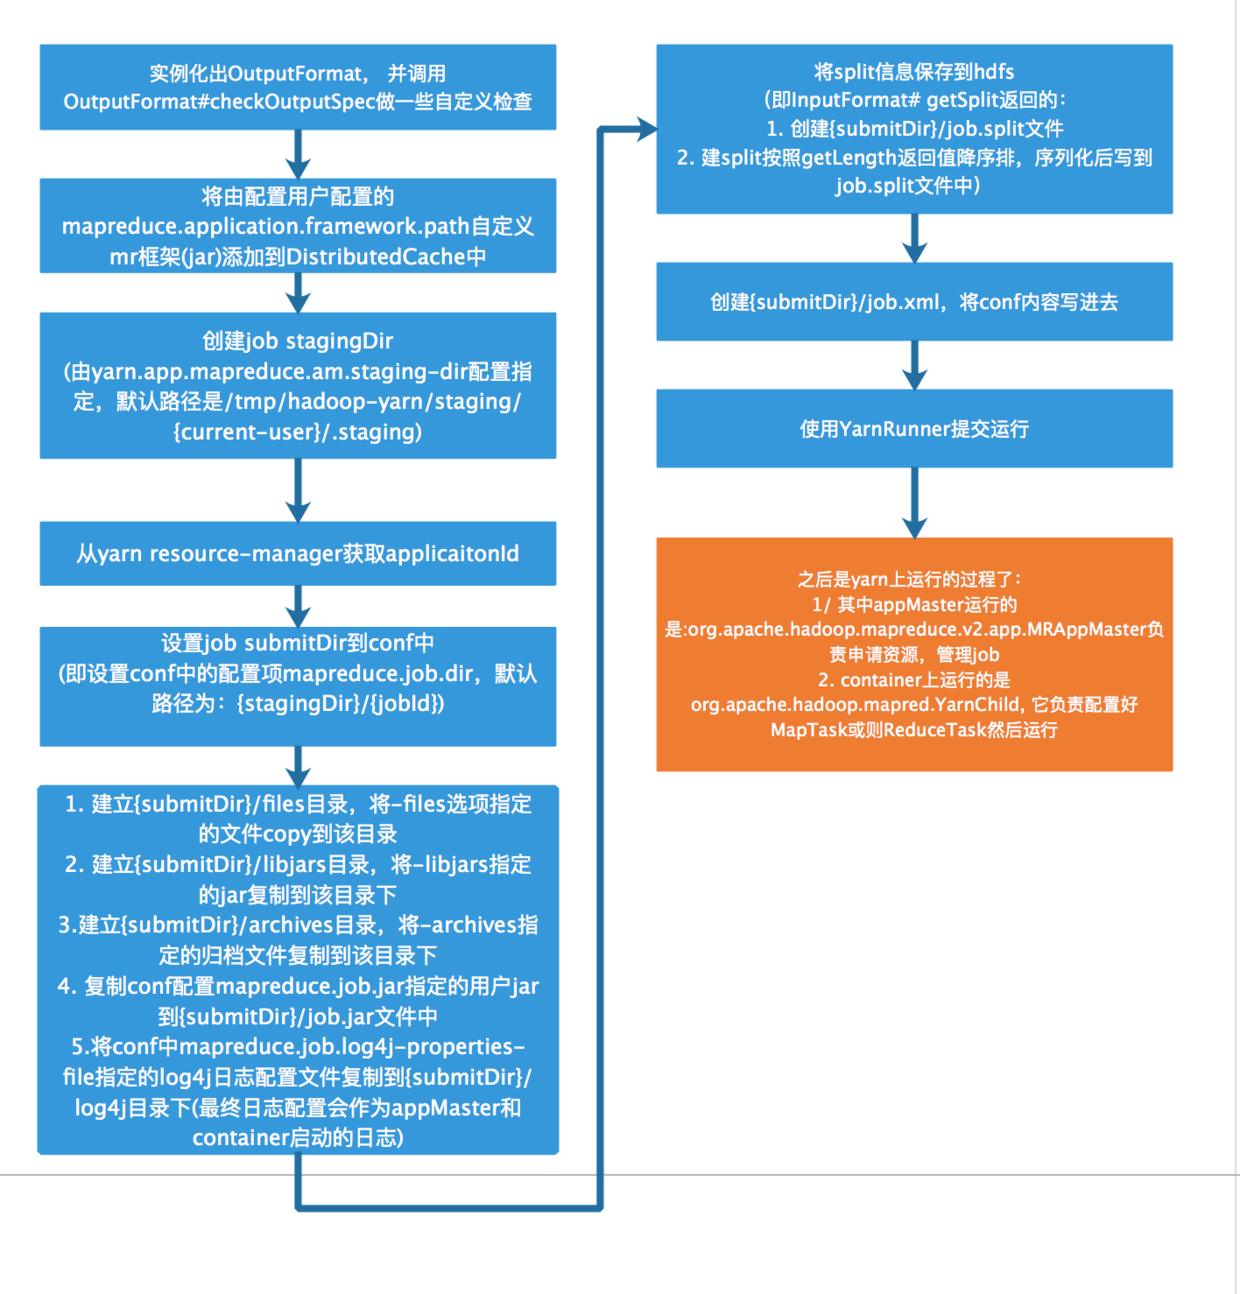 实例化出OutputFormat， 并调用
OutputFormat#checkOutputSpec做一些自定义检查
将由配置用户配置的
mapreduce.application.framework.path自定义
mr框架(jar)添加到DistributedCache中
创建job stagingDir
(由yarn.app.mapreduce.am.staging-dir配置指
定，默认路径是/tmp/hadoop-yarn/staging/
{current-user}/.staging)
从yarn resource-manager获取applicaitonId
设置job submitDir到conf中
(即设置conf中的配置项mapreduce.job.dir，默认
路径为：{stagingDir}/{jobId})
1. 建立{submitDir}/files目录，将-files选项指定
的文件copy到该目录
2. 建立{submitDir}/libjars目录，将-libjars指定
的jar复制到该目录下
3.建立{submitDir}/archives目录，将-archives指
定的归档文件复制到该目录下
4. 复制conf配置mapreduce.job.jar指定的用户jar
到{submitDir}/job.jar文件中
5.将conf中mapreduce.job.log4j-properties-
file指定的log4j日志配置文件复制到{submitDir}/
log4j目录下(最终日志配置会作为appMaster和
container启动的日志)
将split信息保存到hdfs
（即InputFormat# getSplit返回的：
1. 创建{submitDir}/job.split文件
2. 建split按照getLength返回值降序排，序列化后写到
job.split文件中）
创建{submitDir}/job.xml，将conf内容写进去
使用YarnRunner提交运行
之后是yarn上运行的过程了：
1/ 其中appMaster运行的
是:org.apache.hadoop.mapreduce.v2.app.MRAppMaster负
责申请资源，管理job
2. container上运行的是
org.apache.hadoop.mapred.YarnChild, 它负责配置好
MapTask或则ReduceTask然后运行